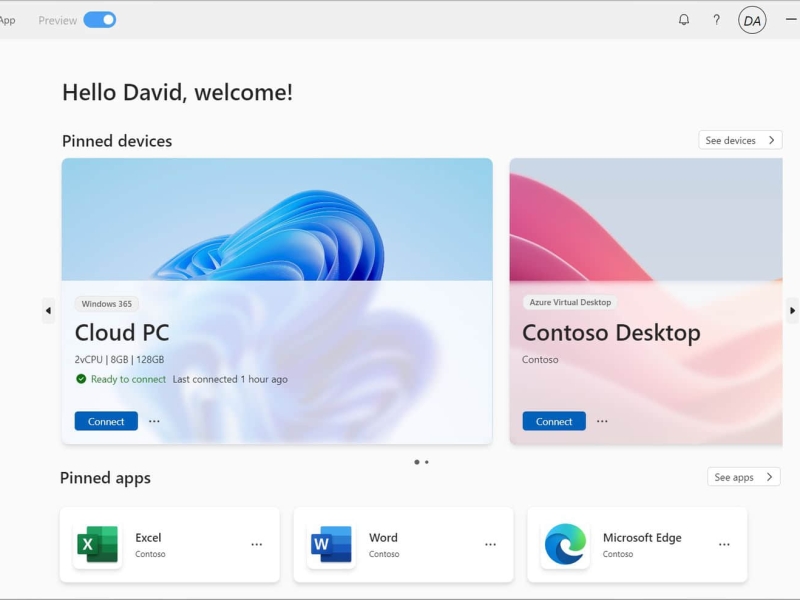 App Preview ? DA
Hello David, welcome!
Pinned devices
See devices
Windows 365
Cloud PC
2vCPU | 8GB | 128GB
Ready to connect Last connected 1 hour ago
Connect ...
Azure Virtual Desktop
Contoso Desktop
Contoso
Connect ...
Pinned apps
See apps
X
Excel
Contoso
...
W
Word
Contoso
...
Microsoft Edge
Contoso
...